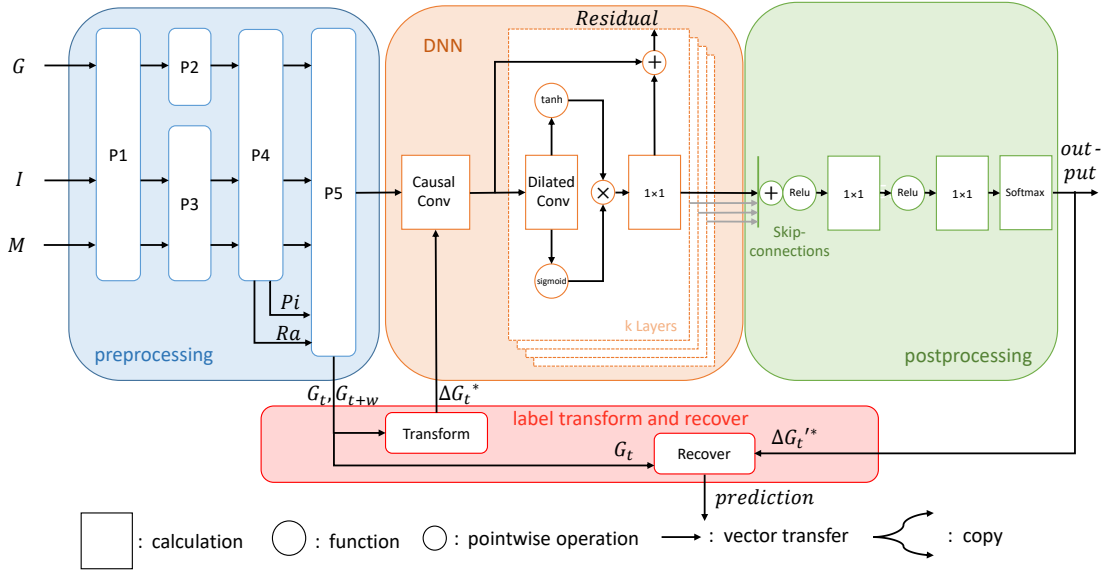 G
I
M
P1
P2
P3
P4
P5
Pi
Ra
preprocessing
DNN
Residual
+
tanh
Causal
Conv
Dilated
Conv
×
1×1
sigmoid
k Layers
Skip-
connections
+
Relu
1×1
Relu
1×1
Softmax
out-
put
postprocessing
G_t, G_{t+w}
ΔG_t^*
label transform and recover
Transform
G_t
Recover
ΔG_t'^*
prediction
: calculation
: function
: pointwise operation
: vector transfer
: copy